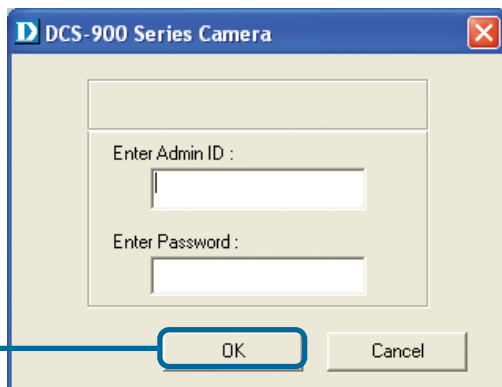 D DCS-900 Series Camera
Enter Admin ID :
Enter Password :
OK
Cancel